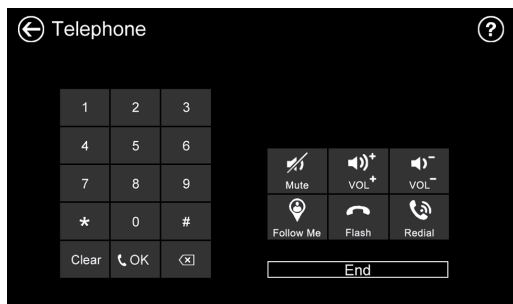 Telephone
?
1 2 3
4 5 6
7 8 9
* 0 #
Clear OK
Mute VOL+ VOL−
Follow Me Flash Redial
End